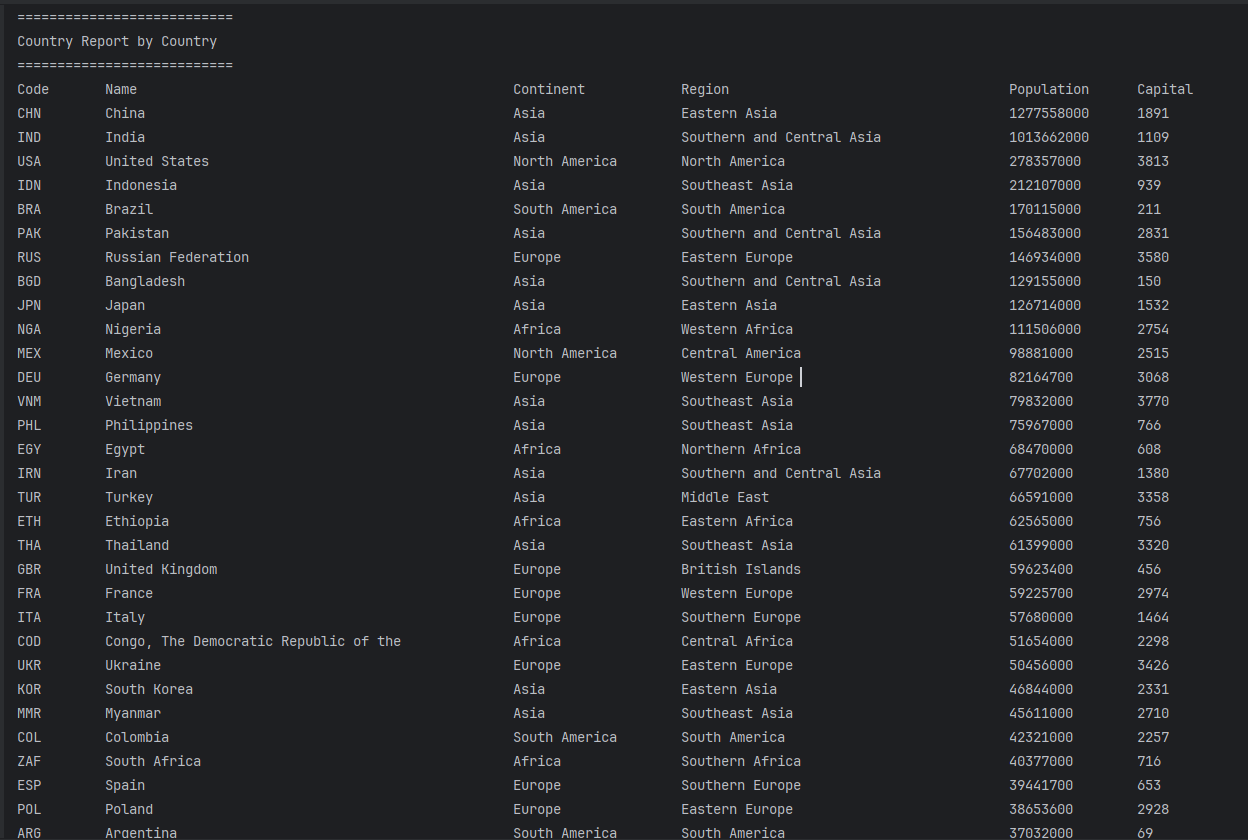 ===========================
Country Report by Country
===========================
Code Name Continent Region Population Capital
CHN China Asia Eastern Asia 1277558000 1891
IND India Asia Southern and Central Asia 1013662000 1109
USA United States North America North America 278357000 3813
IDN Indonesia Asia Southeast Asia 212107000 939
BRA Brazil South America South America 170115000 211
PAK Pakistan Asia Southern and Central Asia 156483000 2831
RUS Russian Federation Europe Eastern Europe 146934000 3580
BGD Bangladesh Asia Southern and Central Asia 129155000 150
JPN Japan Asia Eastern Asia 126714000 1532
NGA Nigeria Africa Western Africa 111506000 2754
MEX Mexico North America Central America 98881000 2515
DEU Germany Europe Western Europe 82164700 3068
VNM Vietnam Asia Southeast Asia 79832000 3770
PHL Philippines Asia Southeast Asia 75967000 766
EGY Egypt Africa Northern Africa 68470000 608
IRN Iran Asia Southern and Central Asia 67702000 1380
TUR Turkey Asia Middle East 66591000 3358
ETH Ethiopia Africa Eastern Africa 62565000 756
THA Thailand Asia Southeast Asia 61399000 3320
GBR United Kingdom Europe British Islands 59623400 456
FRA France Europe Western Europe 59225700 2974
ITA Italy Europe Southern Europe 57680000 1464
COD Congo, The Democratic Republic of the Africa Central Africa 51654000 2298
UKR Ukraine Europe Eastern Europe 50456000 3426
KOR South Korea Asia Eastern Asia 46844000 2331
MMR Myanmar Asia Southeast Asia 45611000 2710
COL Colombia South America South America 42321000 2257
ZAF South Africa Africa Southern Africa 40377000 716
ESP Spain Europe Southern Europe 39441700 653
POL Poland Europe Eastern Europe 38653600 2928
ARG Argentina South America South America 37032000 69